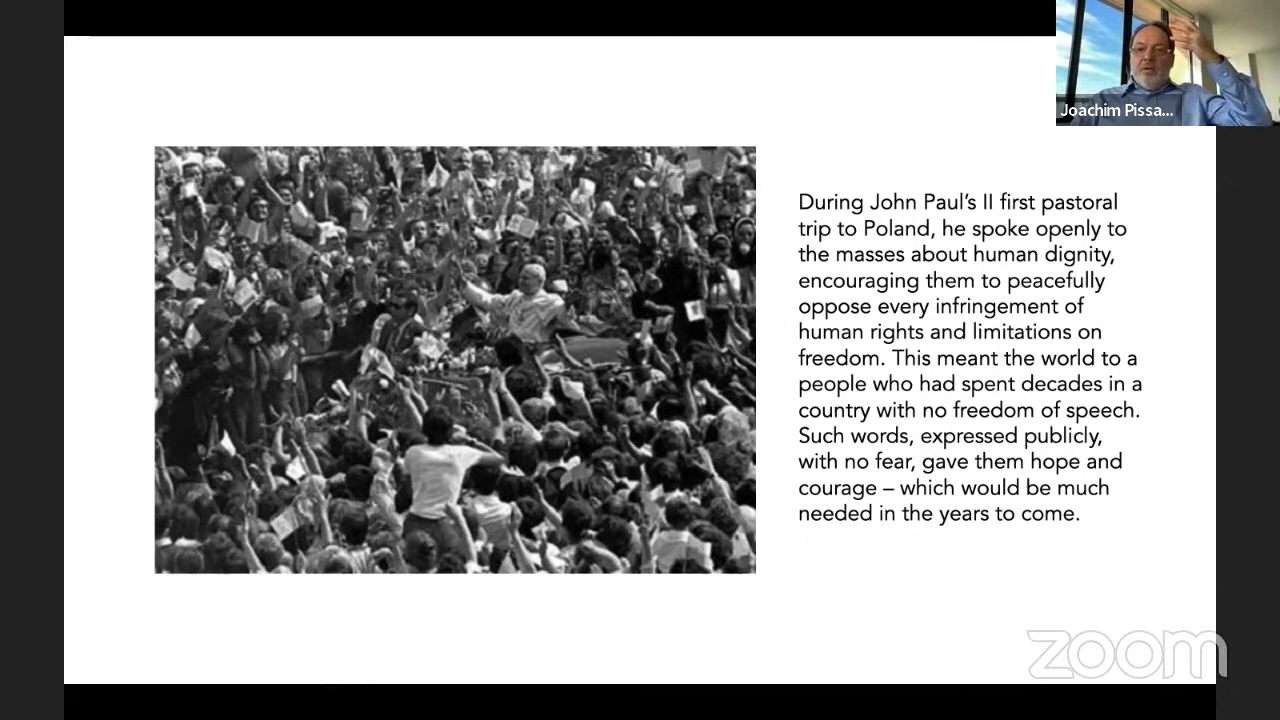 Joachim Pissa...
During John Paul's II first pastoral
trip to Poland, he spoke openly to
the masses about human dignity,
encouraging them to peacefully
oppose every infringement of
human rights and limitations on
freedom. This meant the world to a
people who had spent decades in a
country with no freedom of speech.
Such words, expressed publicly,
with no fear, gave them hope and
courage – which would be much
needed in the years to come.
zoom